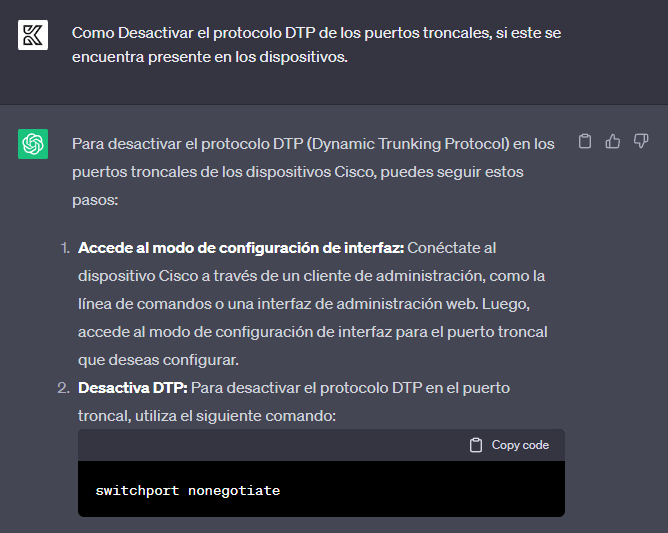 Como Desactivar el protocolo DTP de los puertos troncales, si este se
encuentra presente en los dispositivos.
Para desactivar el protocolo DTP (Dynamic Trunking Protocol) en los
puertos troncales de los dispositivos Cisco, puedes seguir estos
pasos:
1. Accede al modo de configuración de interfaz: Conéctate al
dispositivo Cisco a través de un cliente de administración, como la
línea de comandos o una interfaz de administración web. Luego,
accede al modo de configuración de interfaz para el puerto troncal
que deseas configurar.
2. Desactiva DTP: Para desactivar el protocolo DTP en el puerto
troncal, utiliza el siguiente comando:
Copy code
switchport nonegotiate